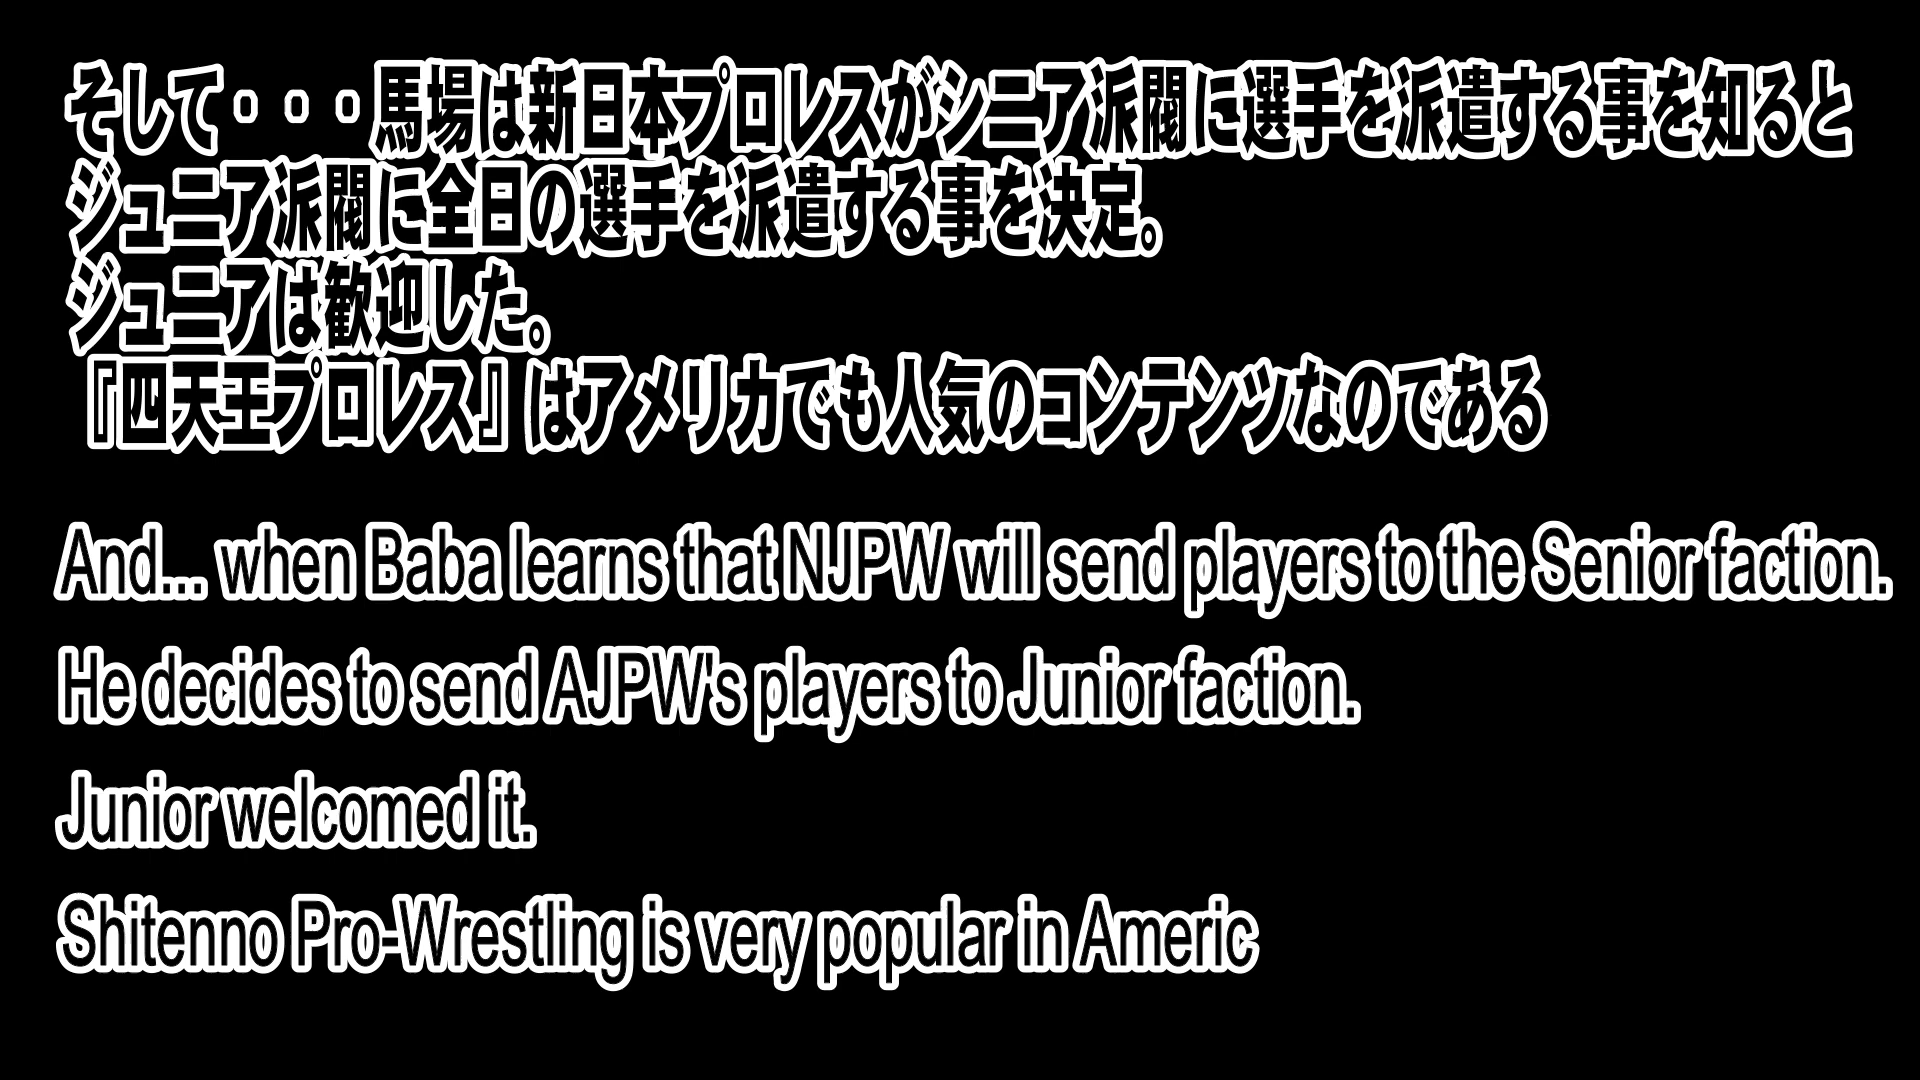 そして・・・馬場は新日本プロレスがシニア派閥に選手を派遣する事を知ると
ジュニア派閥に全日の選手を派遣する事を決定。
ジュニアは歓迎した。
『四天王プロレス』はアメリカでも人気のコンテンツなのである
And... when Baba learns that NJPW will send players to the Senior faction.
He decides to send AJPW's players to Junior faction.
Junior welcomed it.
Shitenno Pro-Wrestling is very popular in Americ